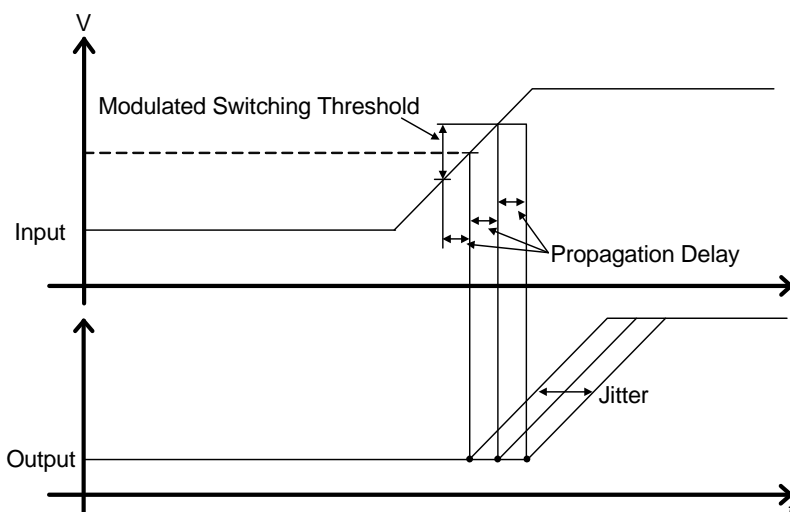 V
Modulated Switching Threshold
Input
Propagation Delay
Jitter
Output